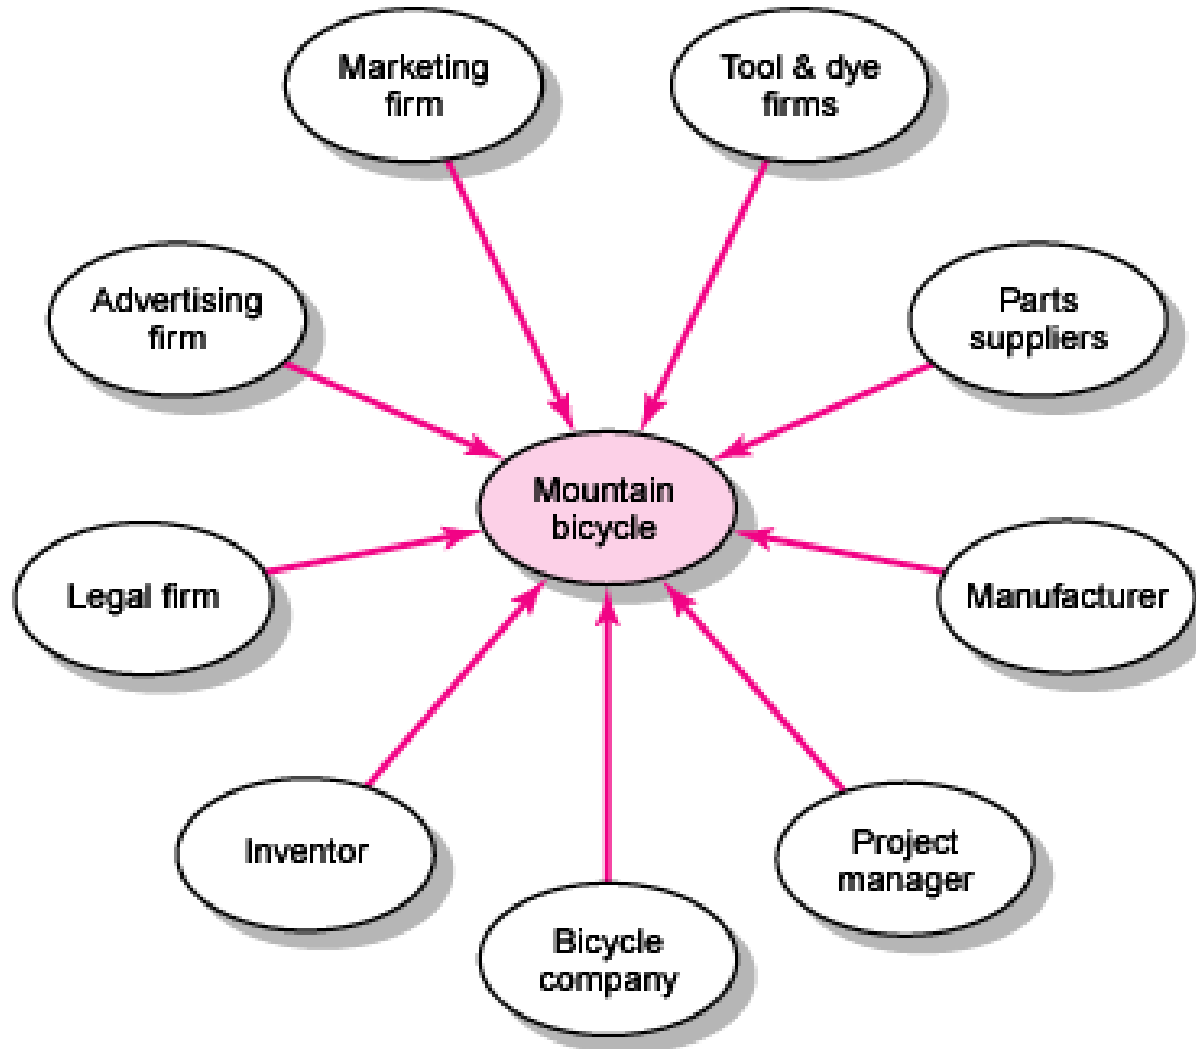 Marketing
firm
Tool & dye
firms
Advertising
firm
Parts
suppliers
Mountain
bicycle
Legal firm
Manufacturer
Inventor
Project
manager
Bicycle
company